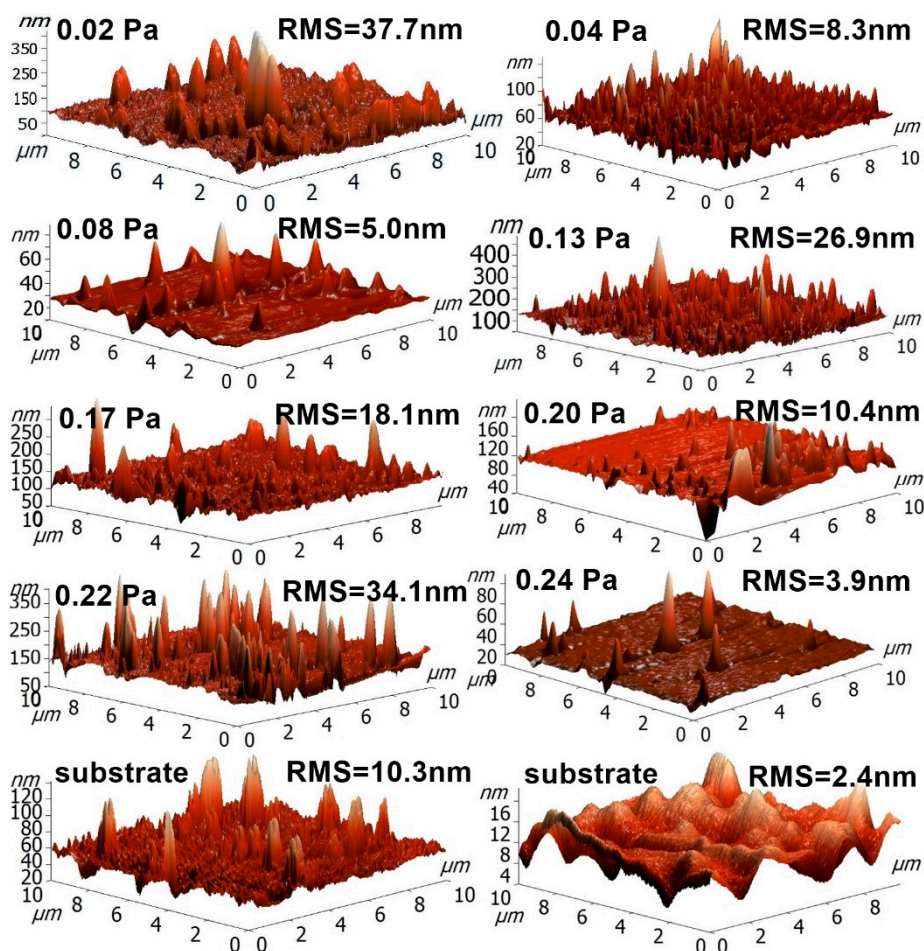 nm 0.02 Pa RMS=37.7nm
350
250
150
50
µm 8 6 4 2 0 0 2 4 6 8 10 µm
nm 0.04 Pa RMS=8.3nm
100
60
20
10
µm 8 6 4 2 0 0 2 4 6 8 10 µm
nm 0.08 Pa RMS=5.0nm
60
40
20
10
µm 8 6 4 2 0 0 2 4 6 8 10 µm
nm 0.13 Pa RMS=26.9nm
400
300
200
100
µm 8 6 4 2 0 0 2 4 6 8 10 µm
nm 0.17 Pa RMS=18.1nm
250
200
150
100
50
10
µm 8 6 4 2 0 0 2 4 6 8 10 µm
nm 0.20 Pa RMS=10.4nm
160
120
80
40
10
µm 8 6 4 2 0 0 2 4 6 8 10 µm
nm 0.22 Pa RMS=34.1nm
350
250
150
50
10
µm 8 6 4 2 0 0 2 4 6 8 10 µm
nm 0.24 Pa RMS=3.9nm
80
60
40
20
µm 8 6 4 2 0 0 2 4 6 8 10 µm
nm substrate RMS=10.3nm
120
100
80
60
40
20
10
µm 8 6 4 2 0 0 2 4 6 8 10 µm
nm substrate RMS=2.4nm
16
12
8
4
µm 8 6 4 2 0 0 2 4 6 8 10 µm